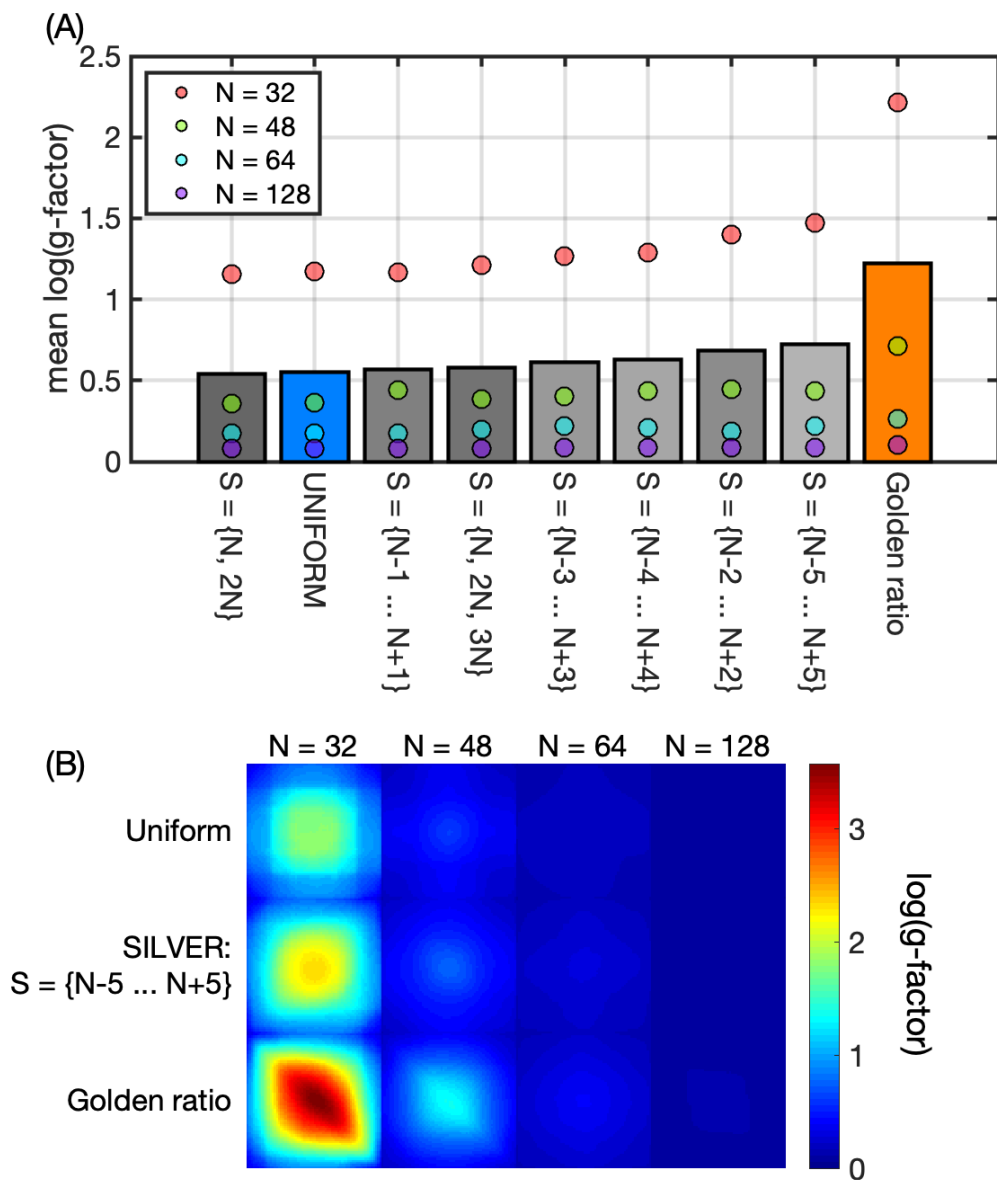 (A)
2.5
2
1.5
1
0.5
0
mean log(g-factor)
N = 32
N = 48
N = 64
N = 128
S = {N, 2N}
UNIFORM
S = {N-1 ... N+1}
S = {N, 2N, 3N}
S = {N-3 ... N+3}
S = {N-4 ... N+4}
S = {N-2 ... N+2}
S = {N-5 ... N+5}
Golden ratio
(B)
N = 32 N = 48 N = 64 N = 128
Uniform
SILVER:
S = {N-5 ... N+5}
Golden ratio
3
2
1
0
log(g-factor)